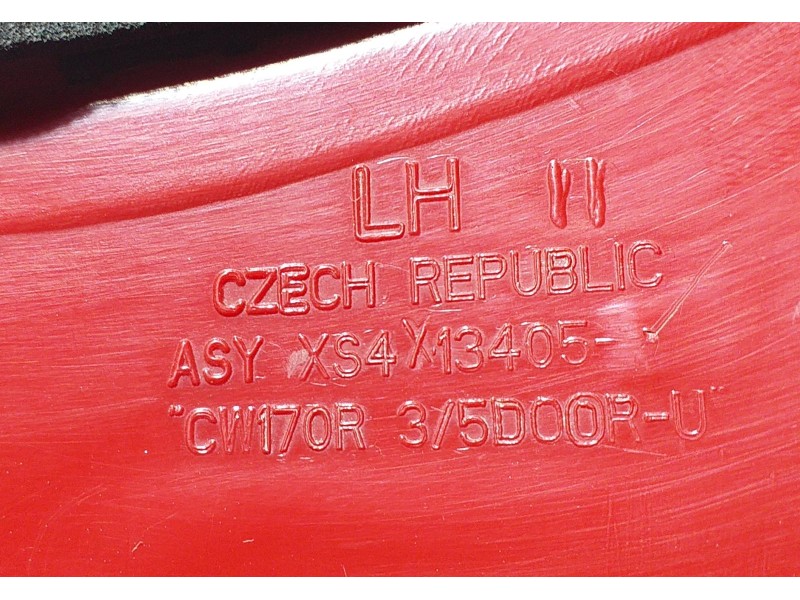 LH 11
CZECH REPUBLIC
ASY XS4X13405-
"CW170R 3/5DOOR-U"